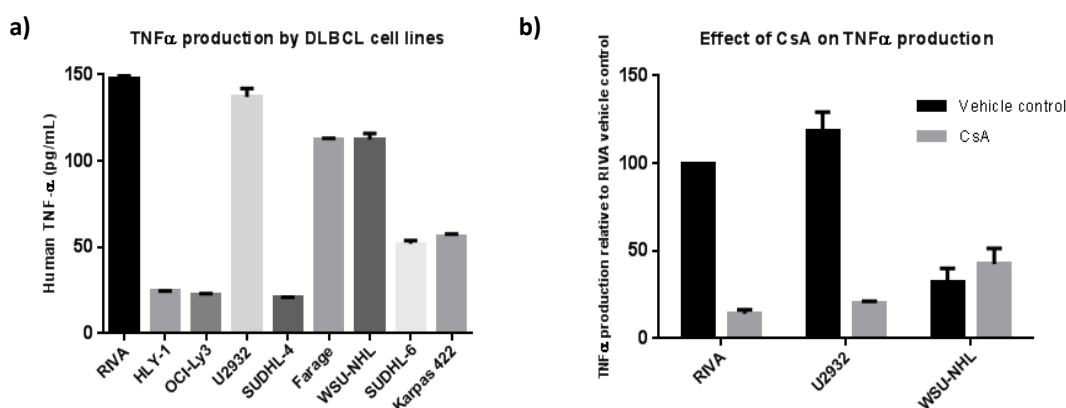 a)
TNFα production by DLBCL cell lines
Human TNF-α (pg/mL)
150
100
50
0
RIVA
HLY-1
OCI-Ly3
U2932
SUDHL-4
Farage
WSU-NHL
SUDHL-6
Karpas 422
b)
Effect of CsA on TNFα production
TNFα production relative to RIVA vehicle control
150
100
50
0
Vehicle control
CsA
RIVA
U2932
WSU-NHL